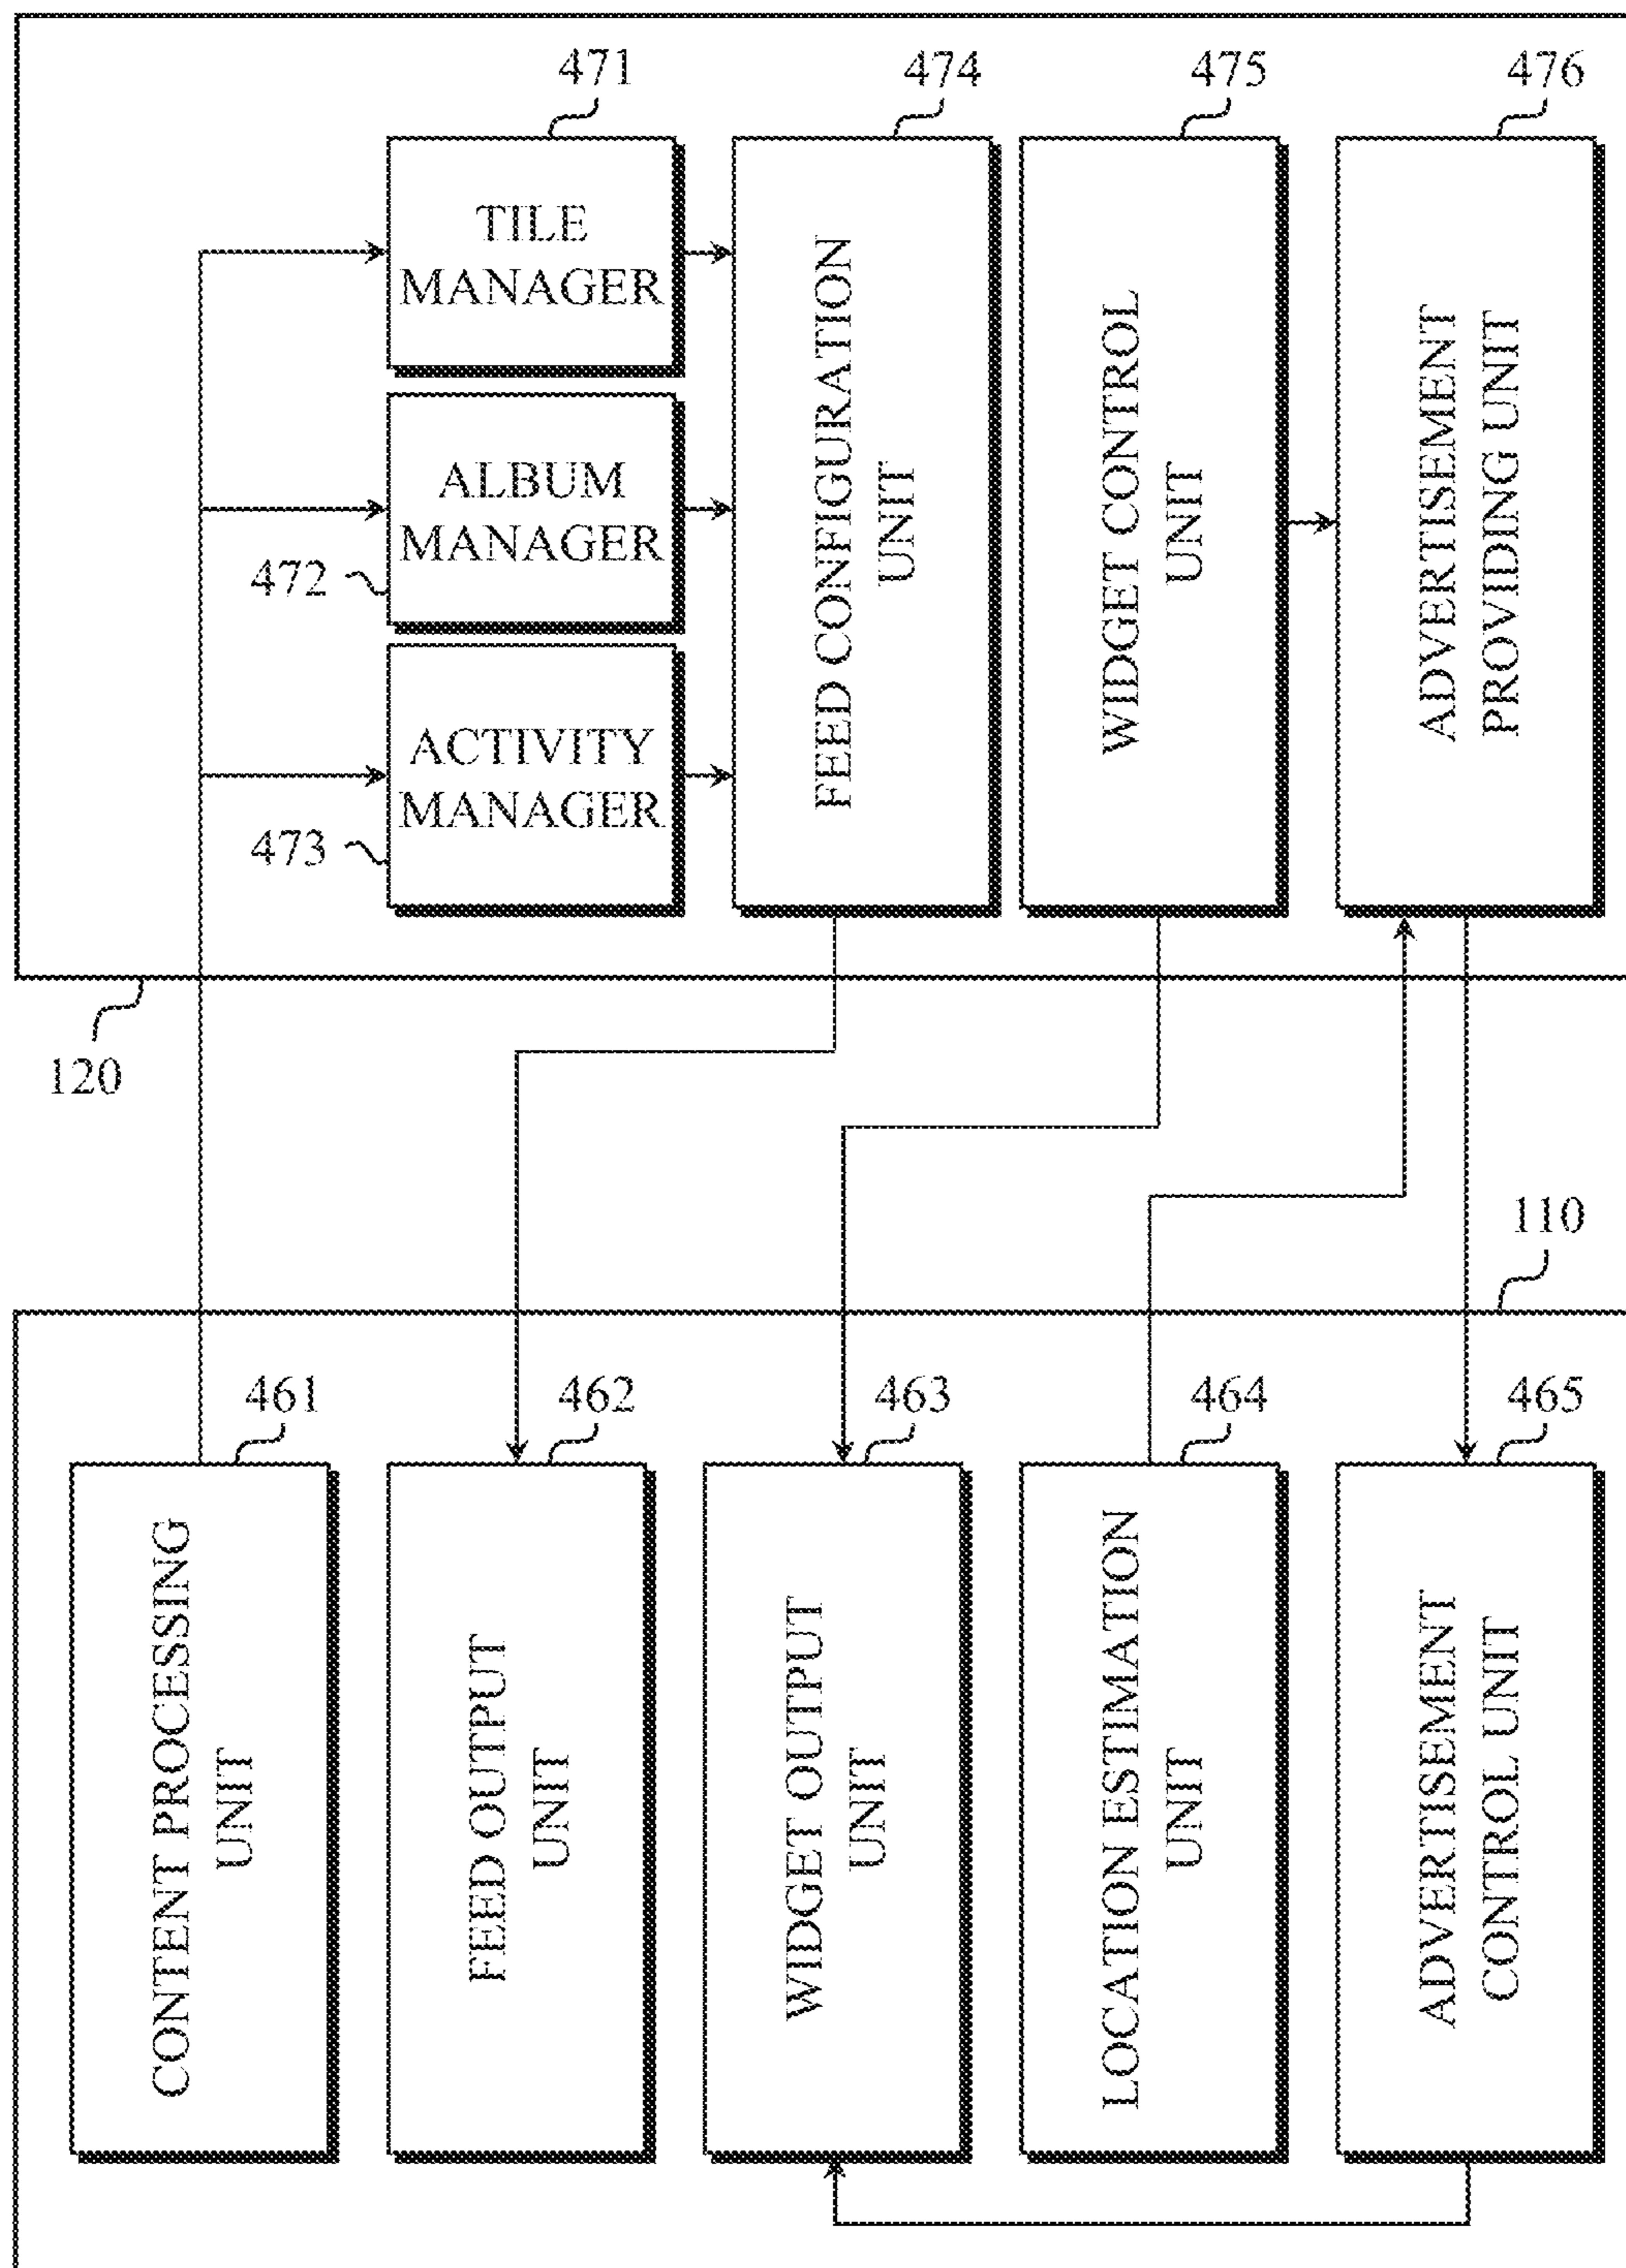 471
474
475
476
TILE
MANAGER
ALBUM
MANAGER
472
ACTIVITY
MANAGER
473
FEED CONFIGURATION
UNIT
WIDGET CONTROL
UNIT
ADVERTISEMENT
PROVIDING UNIT
120
110
461
462
463
464
465
CONTENT PROCESSING
UNIT
FEED OUTPUT
UNIT
WIDGET OUTPUT
UNIT
LOCATION ESTIMATION
UNIT
ADVERTISEMENT
CONTROL UNIT